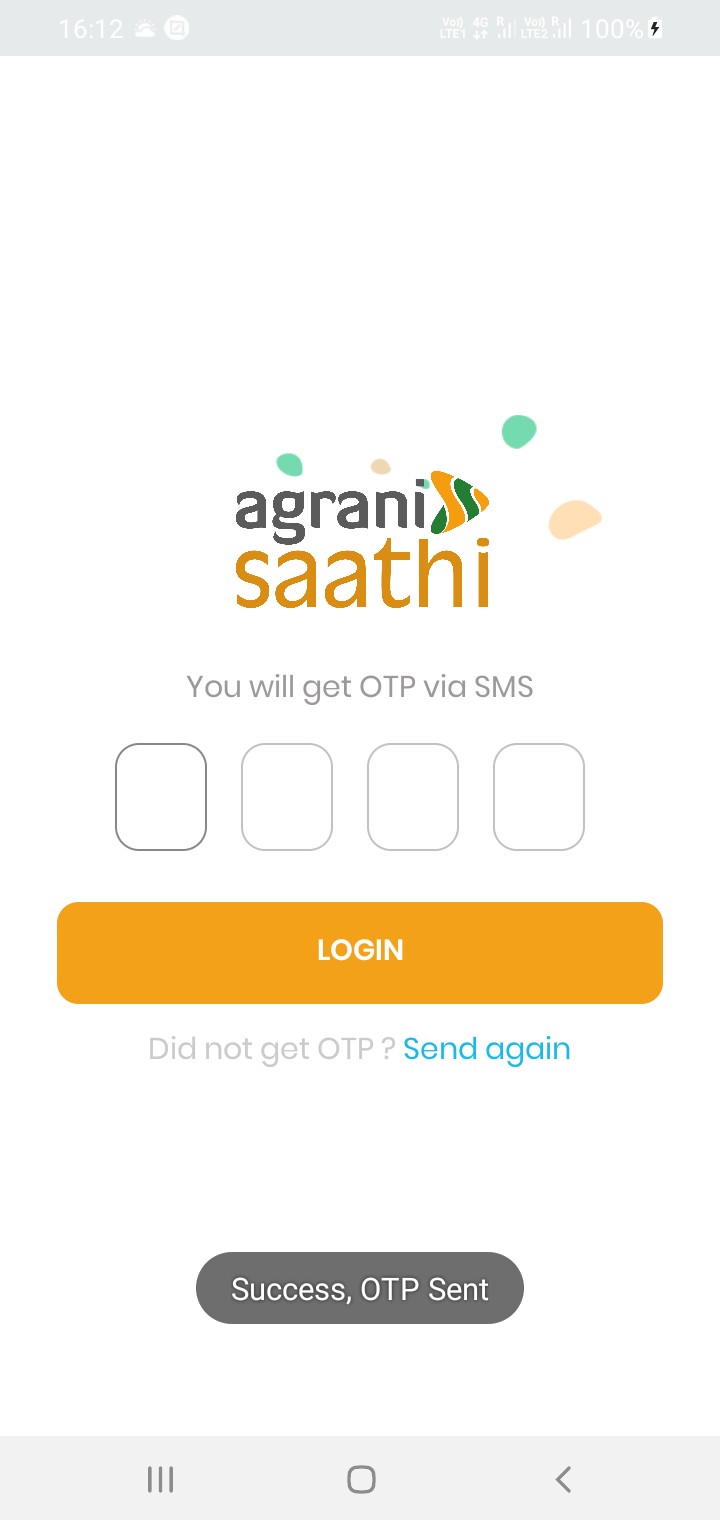 16:12 Vo) LTE1 4G R Vo) LTE2 R 100%
agrani
saathi
You will get OTP via SMS
LOGIN
Did not get OTP ? Send again
Success, OTP Sent